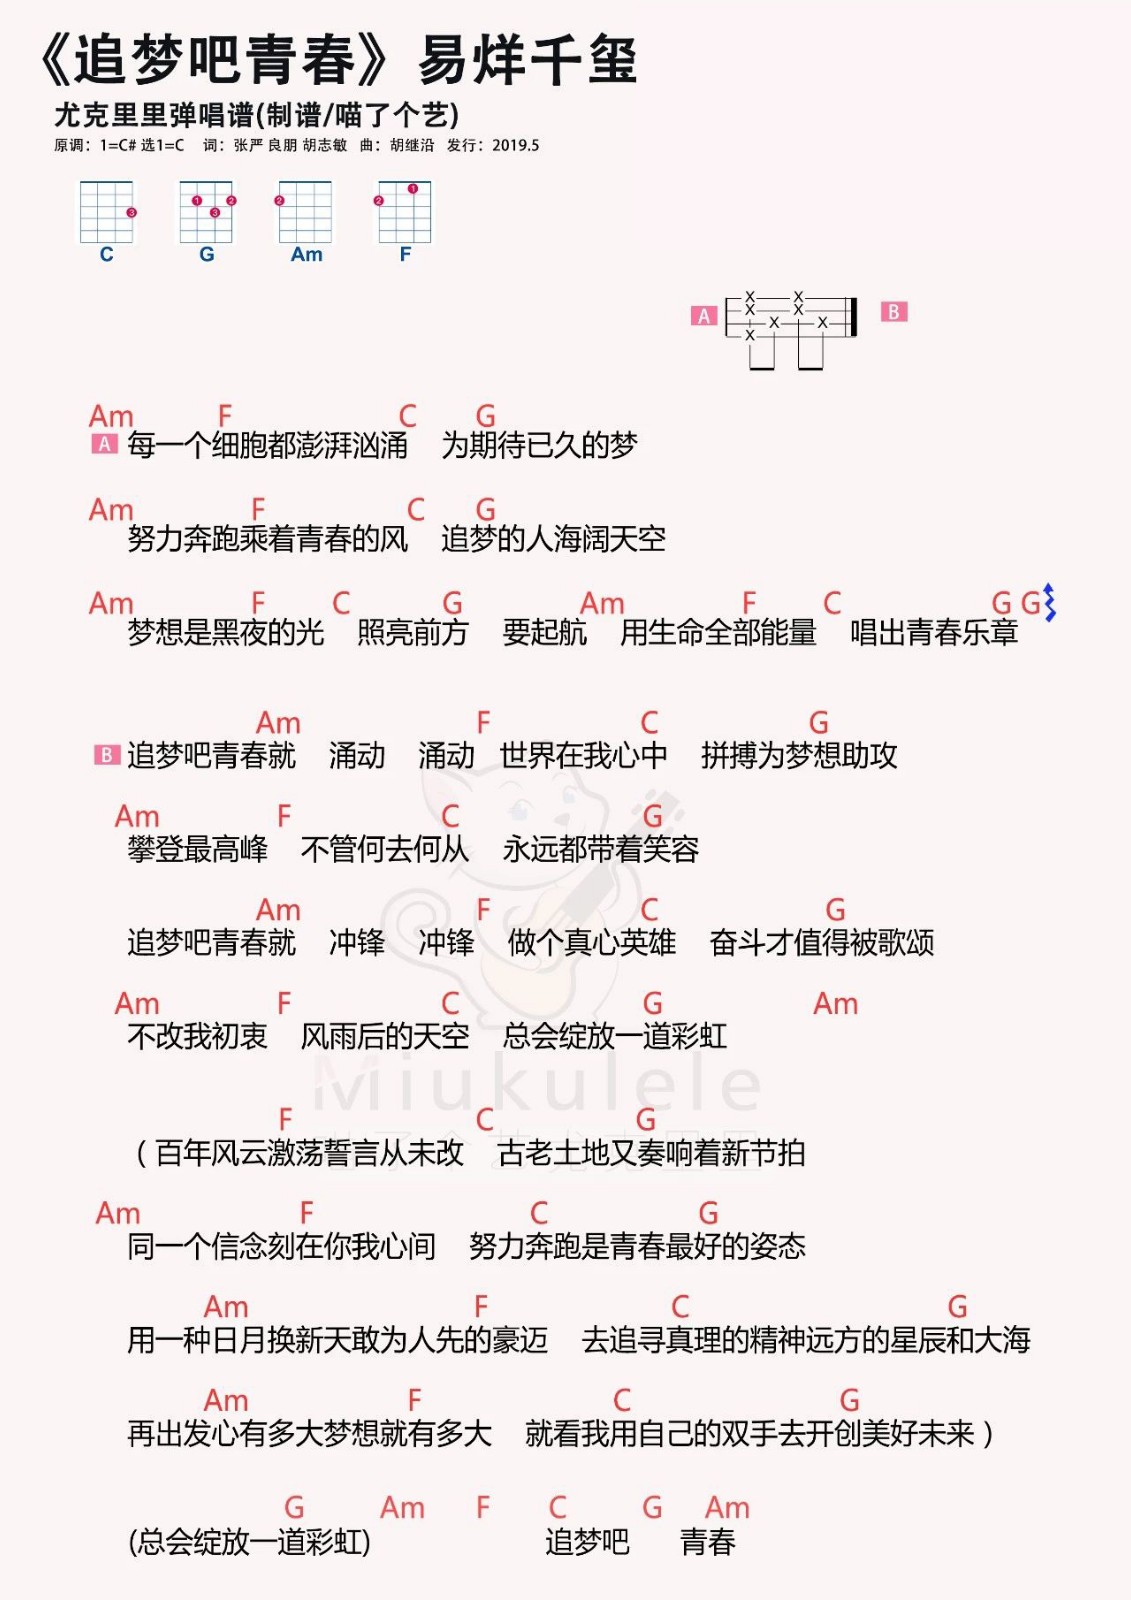 《追梦吧青春》易烊千玺
尤克里里弹唱谱(制谱/喵了个艺)
原调：1=C# 选1=C 词：张严 良朋 胡志敏 曲：胡继沿 发行：2019.5
3 1 3 2 2 2 1
C G Am F
A B
Am F C G
A 每一个细胞都澎湃汹涌 为期待已久的梦
Am F C G
努力奔跑乘着青春的风 追梦的人海阔天空
Am F C G Am F C G G
梦想是黑夜的光 照亮前方 要起航 用生命全部能量 唱出青春乐章
Am F C G
B 追梦吧青春就 涌动 涌动 世界在我心中 拼搏为梦想助攻
Am F C G
攀登最高峰 不管何去何从 永远都带着笑容
Am F C G
追梦吧青春就 冲锋 冲锋 做个真心英雄 奋斗才值得被歌颂
Am F C G Am
不改我初衷 风雨后的天空 总会绽放一道彩虹
Miukulele
F C G
（百年风云激荡誓言从未改 古老土地又奏响着新节拍
Am F C G
同一个信念刻在你我心间 努力奔跑是青春最好的姿态
Am F C G
用一种日月换新天敢为人先的豪迈 去追寻真理的精神远方的星辰和大海
Am F C G
再出发心有多大梦想就有多大 就看我用自己的双手去开创美好未来）
G Am F C G Am
(总会绽放一道彩虹) 追梦吧 青春